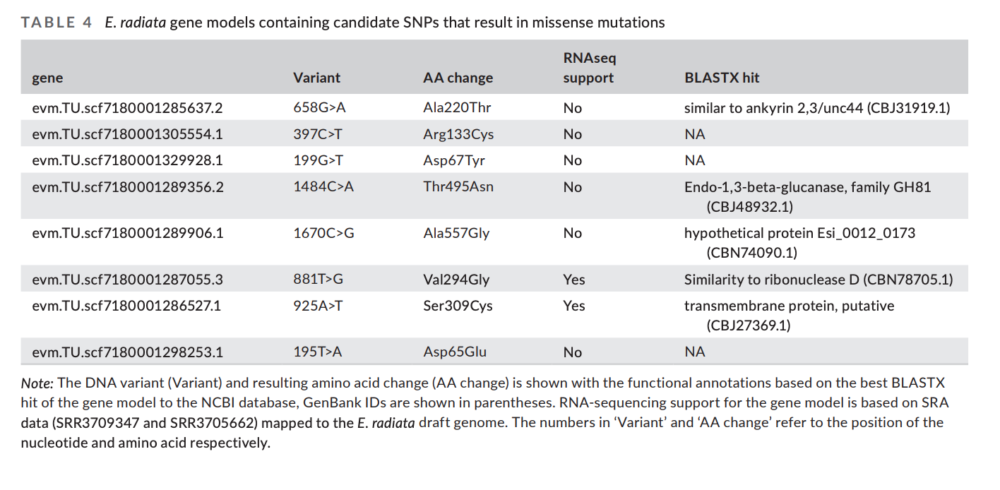 TABLE 4 E. radiata gene models containing candidate SNPs that result in missense mutations
RNAseq
gene Variant AA change support BLASTX hit
evm.TU.scf7180001285637.2 658G>A Ala220Thr No similar to ankyrin 2,3/unc44 (CBJ31919.1)
evm.TU.scf7180001305554.1 397C>T Arg133Cys No NA
evm.TU.scf7180001329928.1 199G>T Asp67Tyr No NA
evm.TU.scf7180001289356.2 1484C>A Thr495Asn No Endo-1,3-beta-glucanase, family GH81
(CBJ48932.1)
evm.TU.scf7180001289906.1 1670C>G Ala557Gly No hypothetical protein Esi_0012_0173
(CBN74090.1)
evm.TU.scf7180001287055.3 881T>G Val294Gly Yes Similarity to ribonuclease D (CBN78705.1)
evm.TU.scf7180001286527.1 925A>T Ser309Cys Yes transmembrane protein, putative
(CBJ27369.1)
evm.TU.scf7180001298253.1 195T>A Asp65Glu No NA
Note: The DNA variant (Variant) and resulting amino acid change (AA change) is shown with the functional annotations based on the best BLASTX
hit of the gene model to the NCBI database, GenBank IDs are shown in parentheses. RNA-sequencing support for the gene model is based on SRA
data (SRR3709347 and SRR3705662) mapped to the E. radiata draft genome. The numbers in ‘Variant’ and ‘AA change’ refer to the position of the
nucleotide and amino acid respectively.